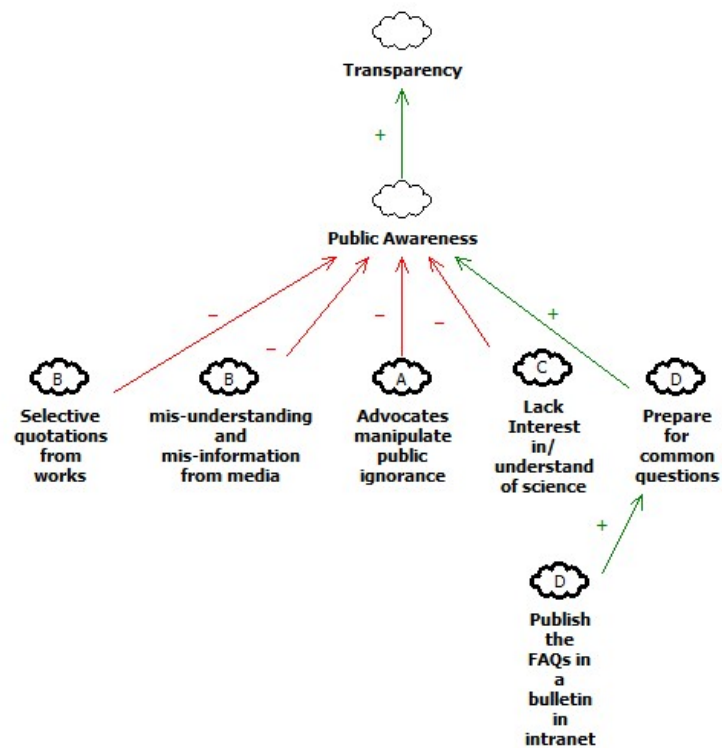 Transparency
+
Public Awareness
–
–
–
–
+
B
B
A
C
D
Selective
quotations
from
works
mis-understanding
and
mis-information
from media
Advocates
manipulate
public
ignorance
Lack
Interest
in/
understand
of science
Prepare
for
common
questions
+
D
Publish
the
FAQs in
a
bulletin
in
intranet